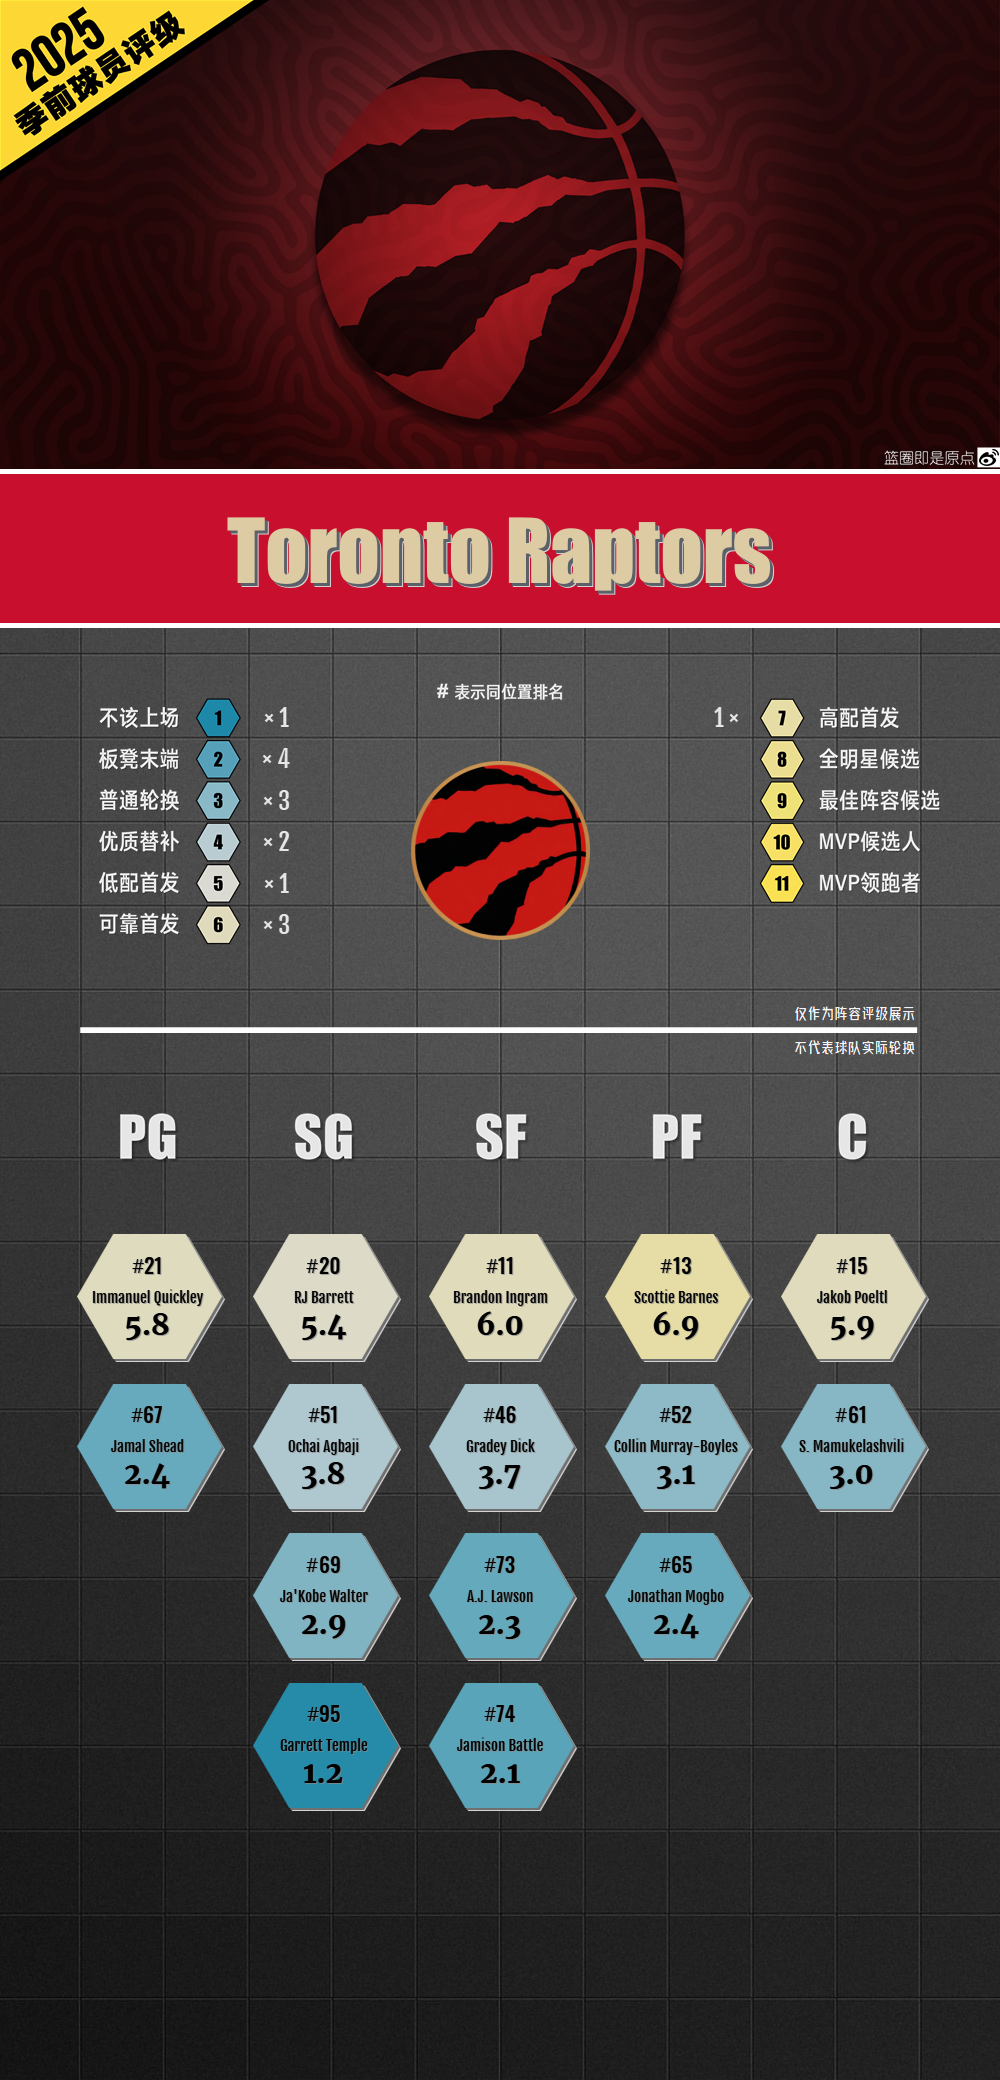 2025
季前球员评级
篮圈即是原点
Toronto Raptors
# 表示同位置排名
不该上场 1 ×1
板凳末端 2 ×4
普通轮换 3 ×3
优质替补 4 ×2
低配首发 5 ×1
可靠首发 6 ×3
1× 7 高配首发
8 全明星候选
9 最佳阵容候选
10 MVP候选人
11 MVP领跑者
仅作为阵容评级展示
不代表球队实际轮换
PG SG SF PF C
#21 #20 #11 #13 #15
Immanuel Quickley RJ Barrett Brandon Ingram Scottie Barnes Jakob Poeltl
5.8 5.4 6.0 6.9 5.9
#67 #51 #46 #52 #61
Jamal Shead Ochai Agbaji Gradey Dick Collin Murray-Boyles S. Mamukelashvili
2.4 3.8 3.7 3.1 3.0
#69 #73 #65
Ja'Kobe Walter A.J. Lawson Jonathan Mogbo
2.9 2.3 2.4
#95 #74
Garrett Temple Jamison Battle
1.2 2.1